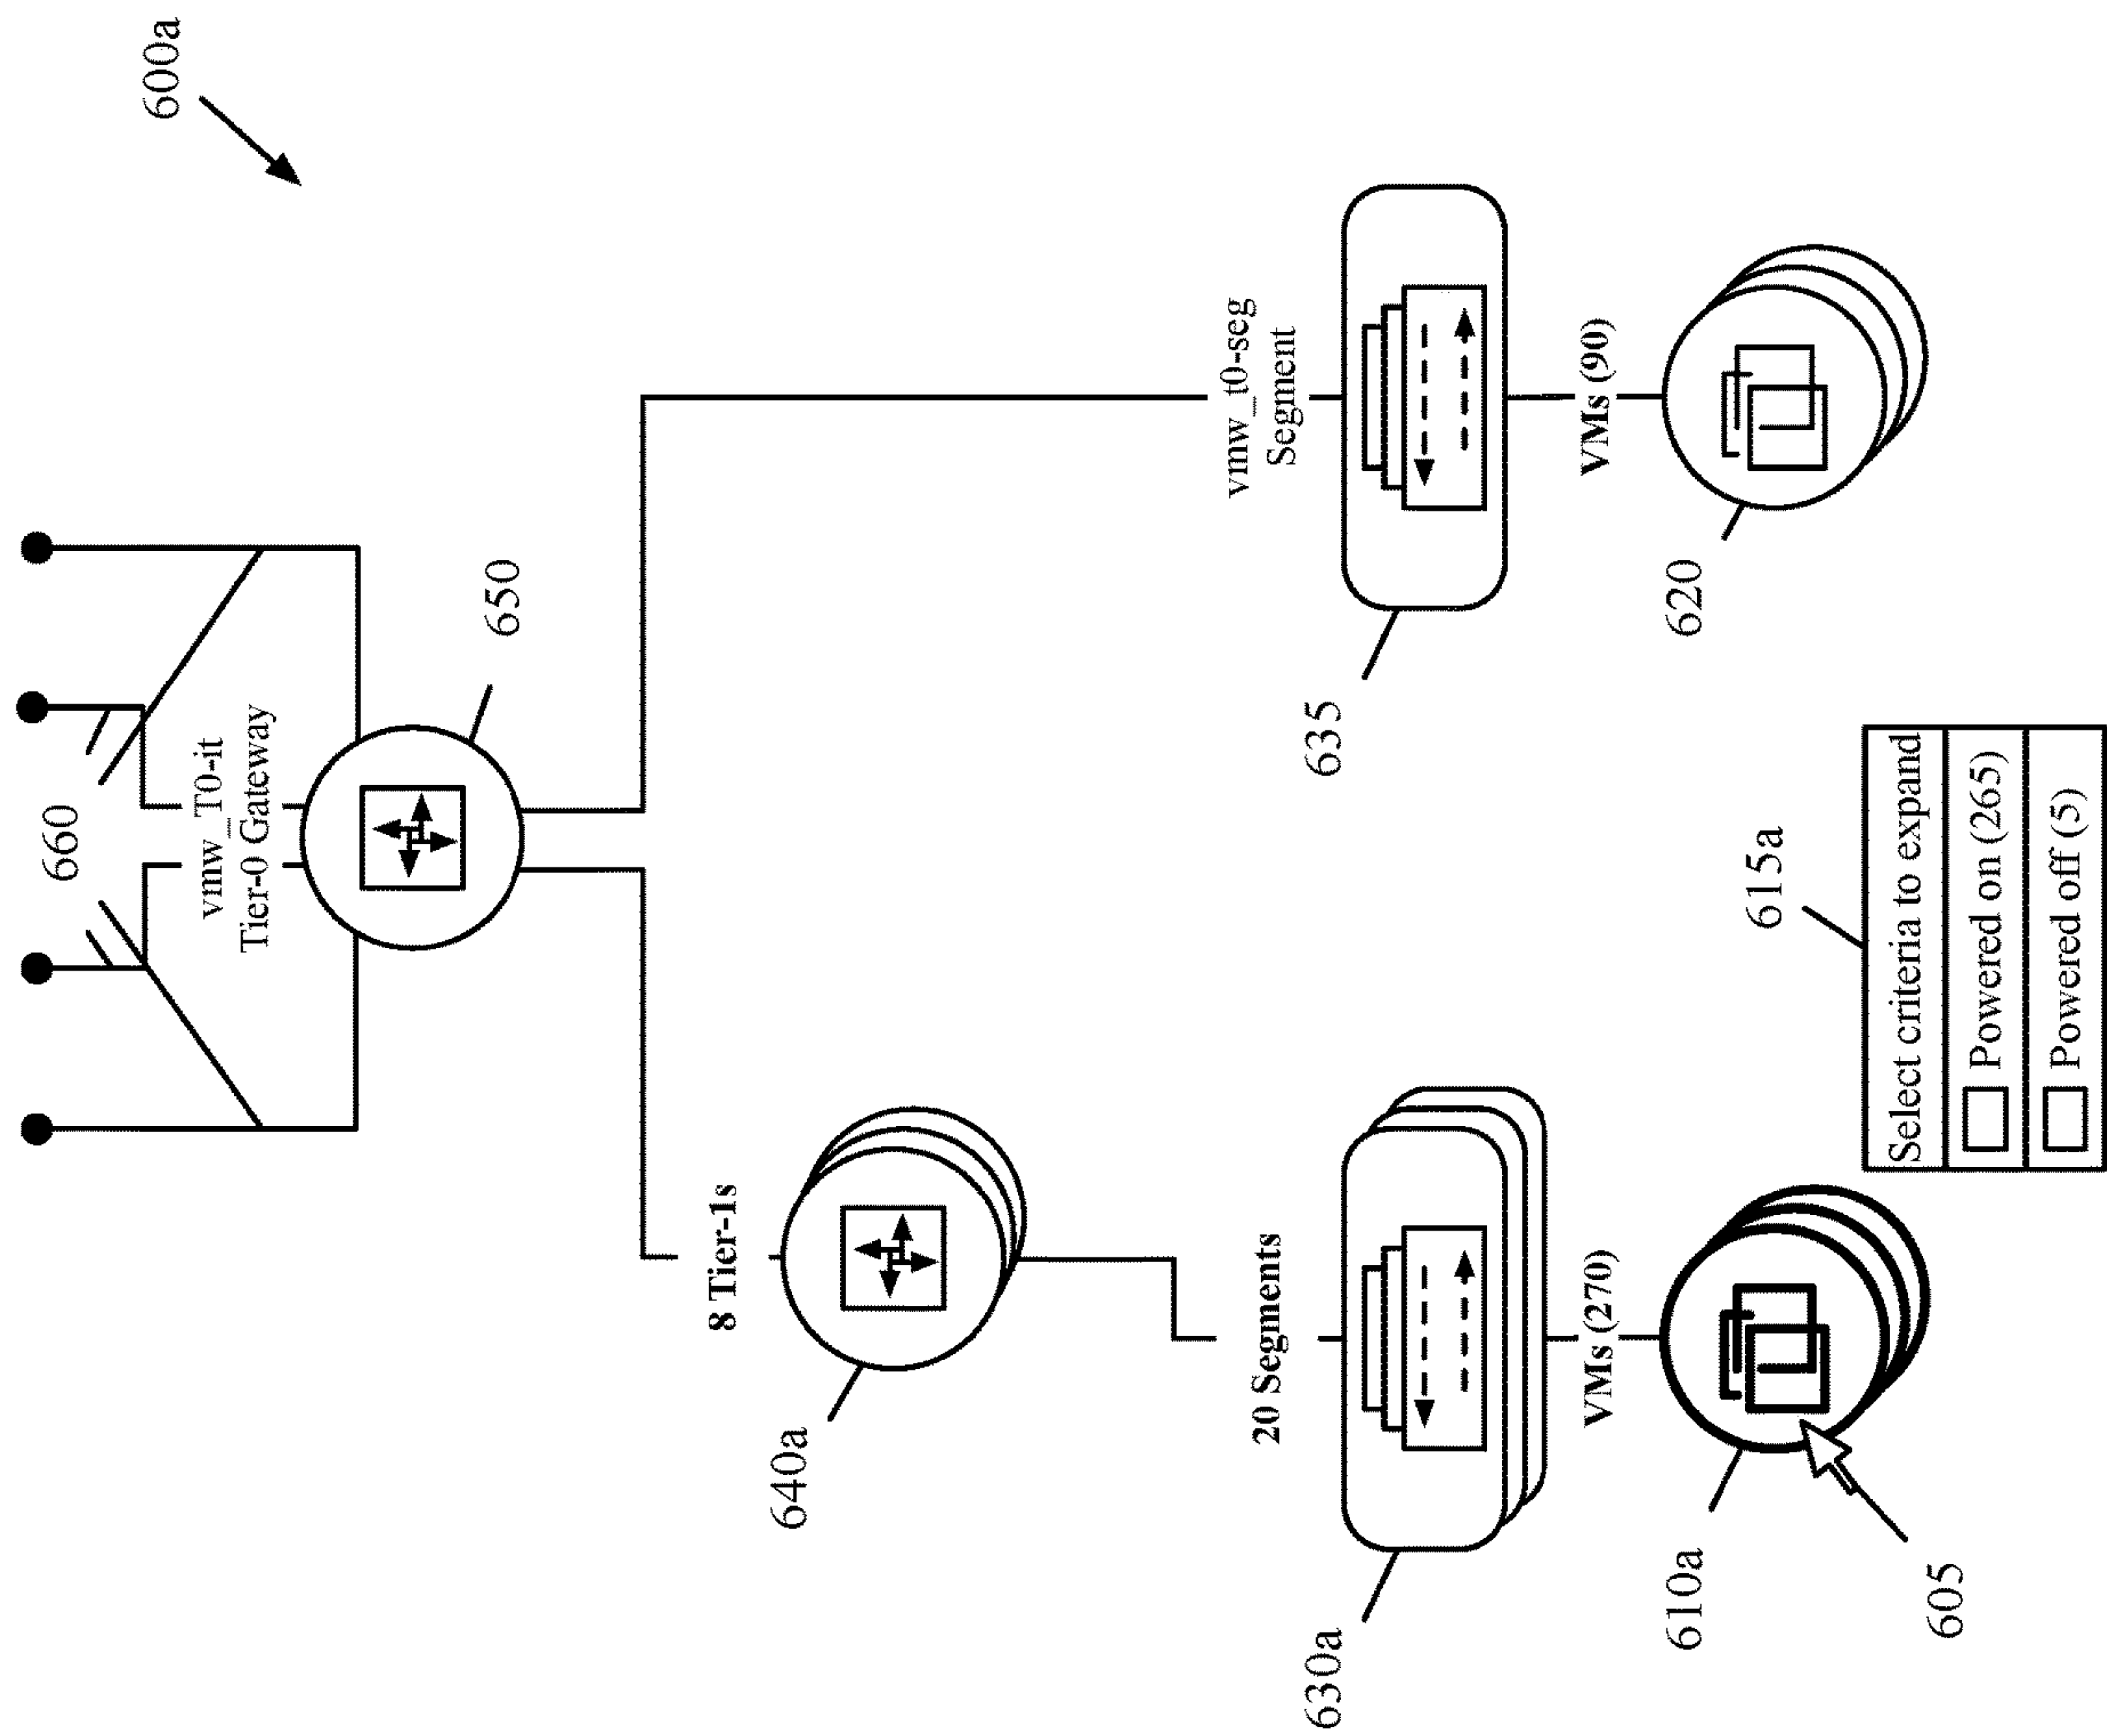 600a
660
vmw_T0-it
Tier-0 Gateway
650
8 Tier-1s
640a
20 Segments
vmw_t0-seg
Segment
630a
635
VMs (270)
VMs (90)
610a
620
605
615a
Select criteria to expand
Powered on (265)
Powered off (5)